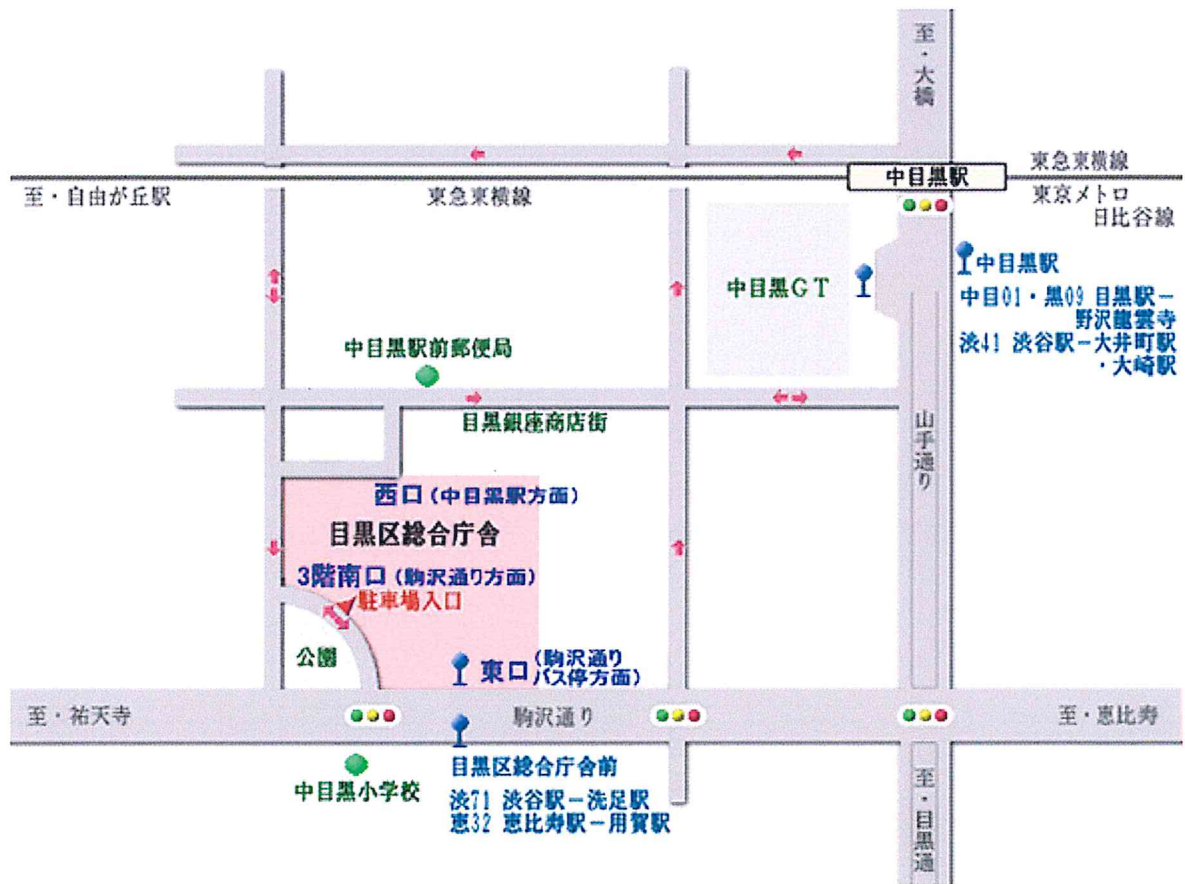 至・大橋
東急東横線
中目黒駅
至・自由が丘駅
東急東横線
東京メトロ
日比谷線
中目黒GT
中目黒駅
中目01・黒09 目黒駅－
野沢龍雲寺
渋41 渋谷駅－大井町駅
・大崎駅
中目黒駅前郵便局
目黒銀座商店街
山手通り
西口(中目黒駅方面)
目黒区総合庁舎
3階南口(駒沢通り方面)
駐車場入口
公園
東口(駒沢通り
バス停方面)
至・祐天寺
駒沢通り
至・恵比寿
目黒区総合庁舎前
中目黒小学校
渋71 渋谷駅－洗足駅
恵32 恵比寿駅－用賀駅
至・目黒通